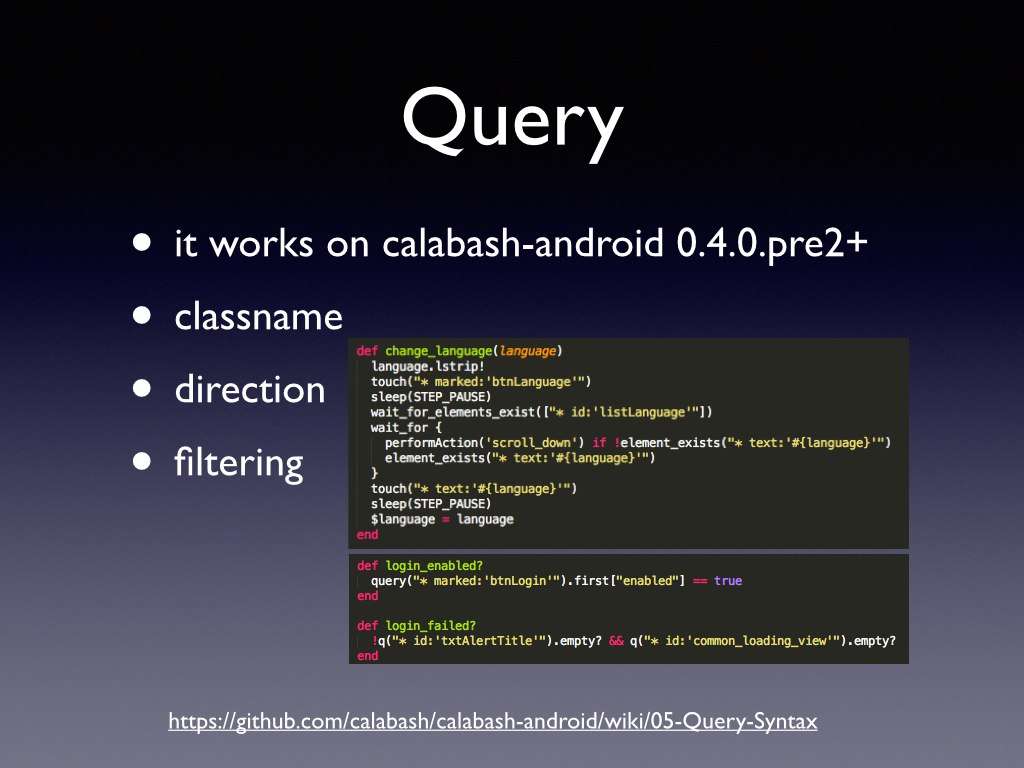 Query
• it works on calabash-android 0.4.0.pre2+
• classname
• direction
• filtering
def change_language(language)
  language.lstrip!
  touch("* marked:'btnLanguage'")
  sleep(STEP_PAUSE)
  wait_for_elements_exist(["* id:'listLanguage'"])
  wait_for {
    performAction('scroll_down') if !element_exists("* text:'#{language}'")
    element_exists("* text:'#{language}'")
  }
  touch("* text:'#{language}'")
  sleep(STEP_PAUSE)
  $language = language
end
def login_enabled?
  query("* marked:'btnLogin'").first["enabled"] == true
end
def login_failed?
  !q("* id:'txtAlertTitle'").empty? && q("* id:'common_loading_view'").empty?
end
https://github.com/calabash/calabash-android/wiki/05-Query-Syntax